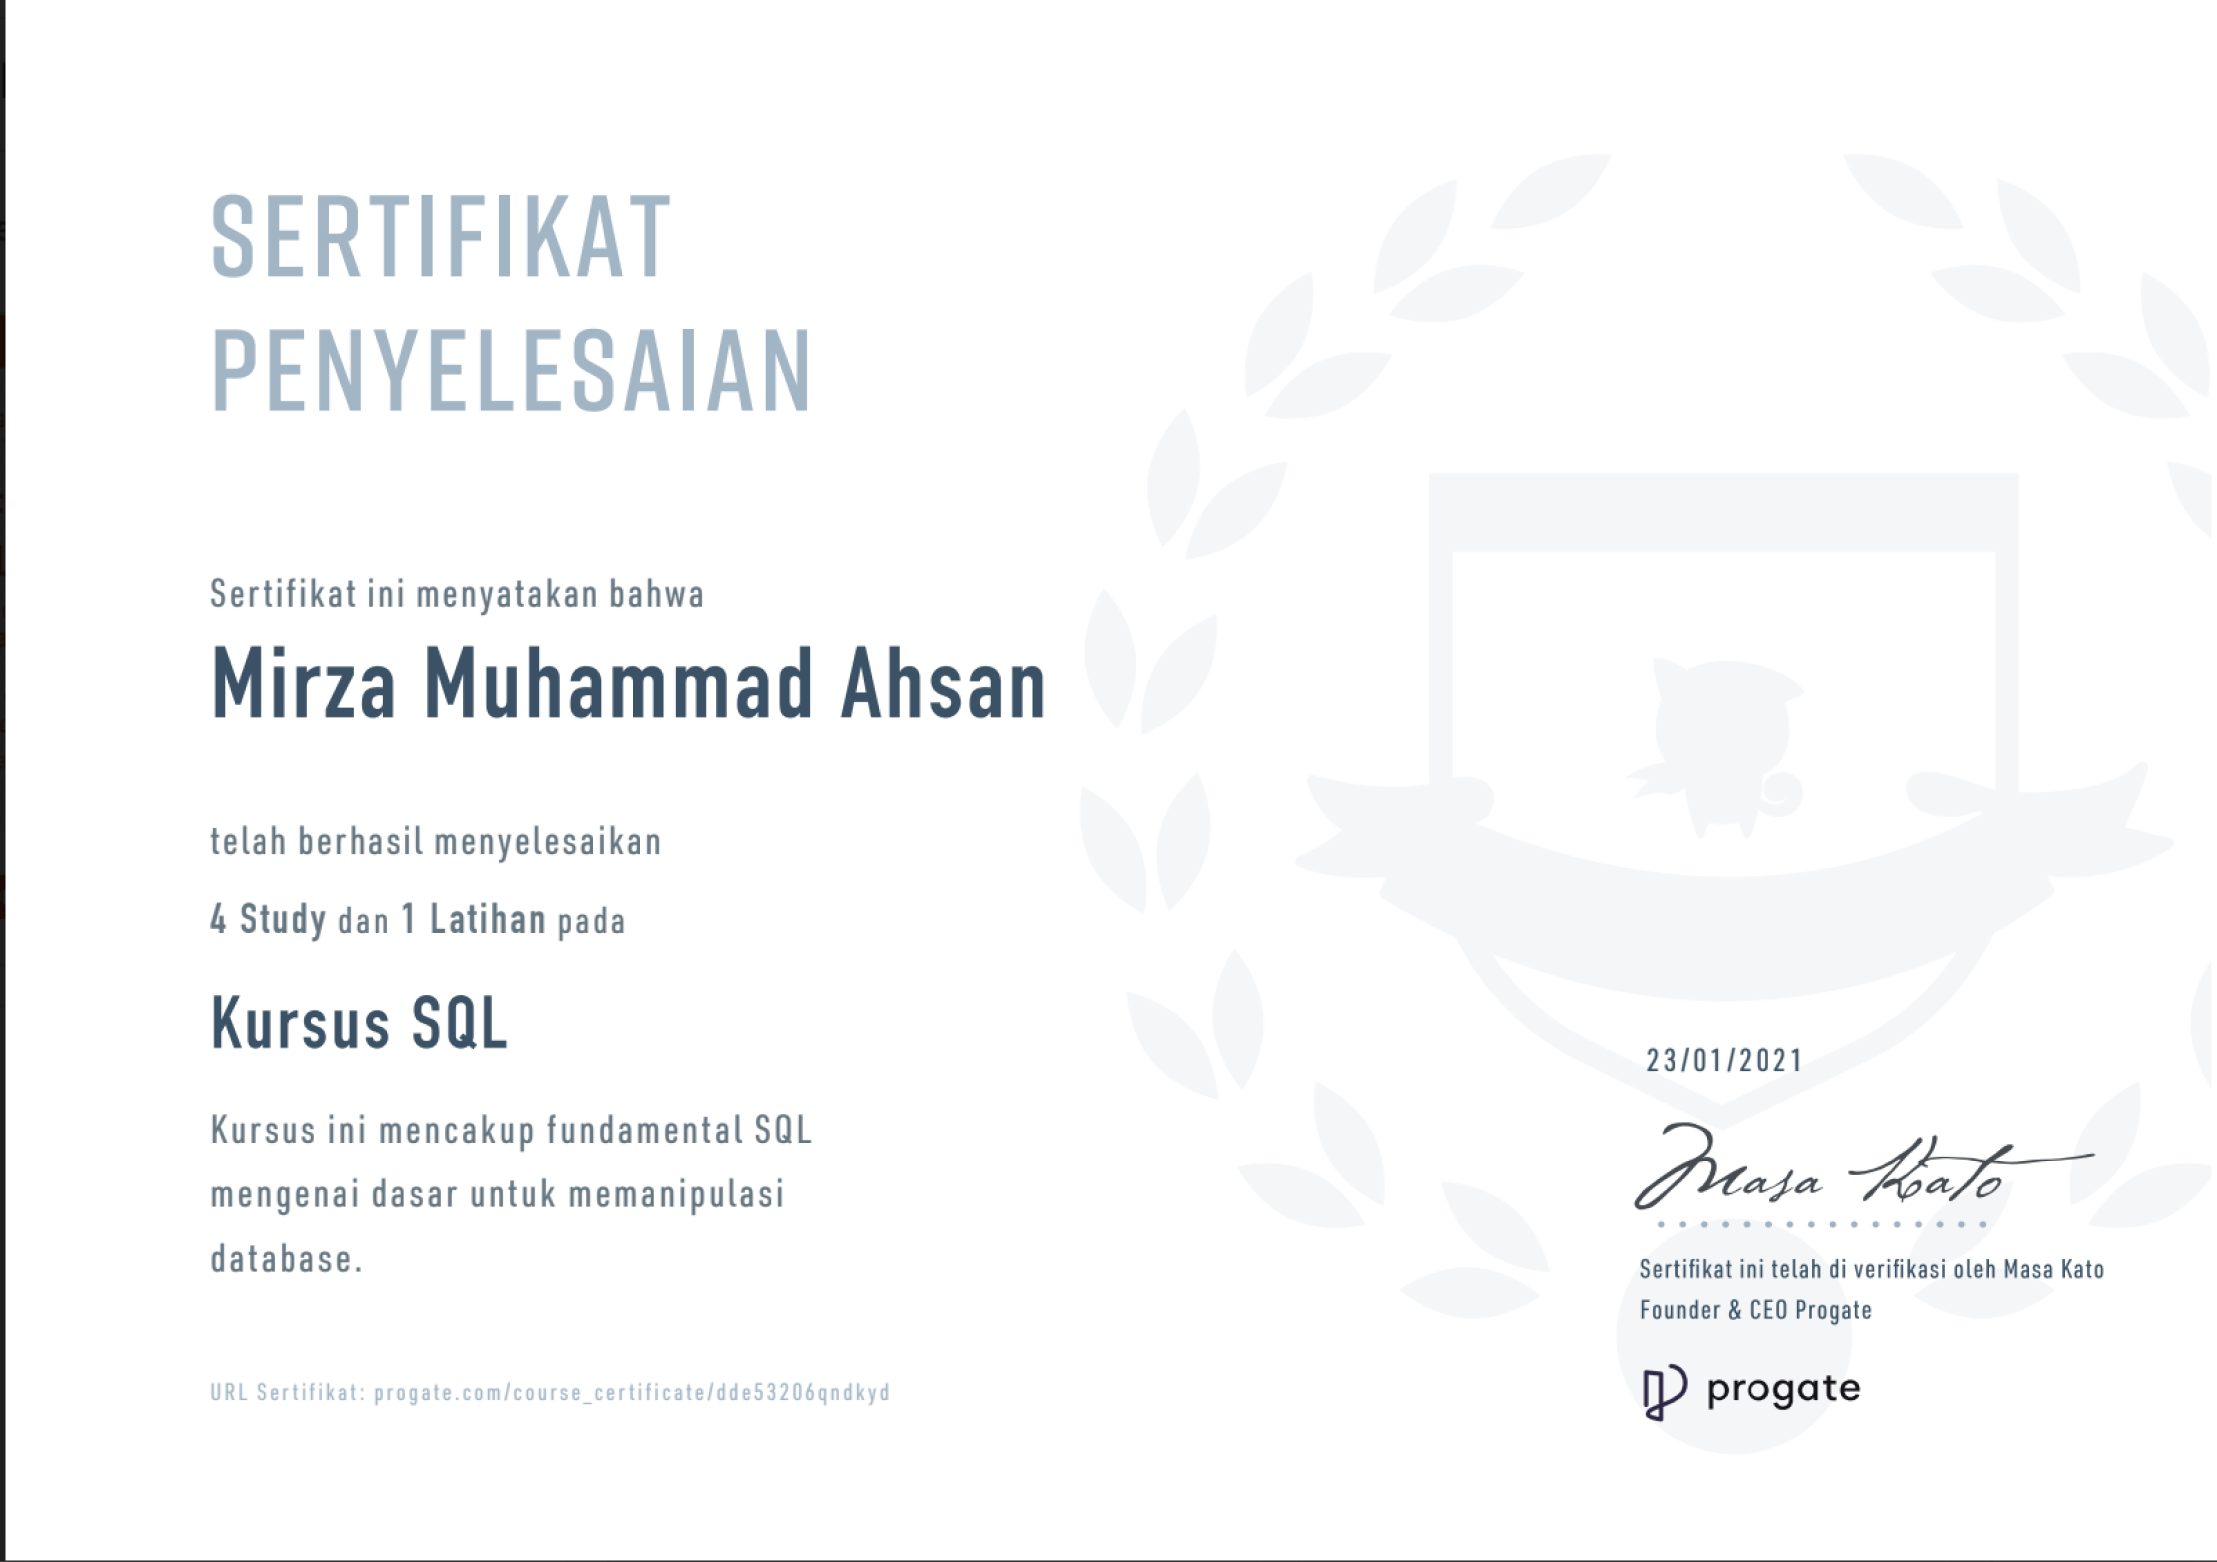 SERTIFIKAT
PENYELESAIAN
Sertifikat ini menyatakan bahwa
Mirza Muhammad Ahsan
telah berhasil menyelesaikan
4 Study dan 1 Latihan pada
Kursus SQL
Kursus ini mencakup fundamental SQL
mengenai dasar untuk memanipulasi
database.
URL Sertifikat: progate.com/course_certificate/dde53206qndkyd
23/01/2021
Masa Kato
Sertifikat ini telah di verifikasi oleh Masa Kato
Founder & CEO Progate
progate